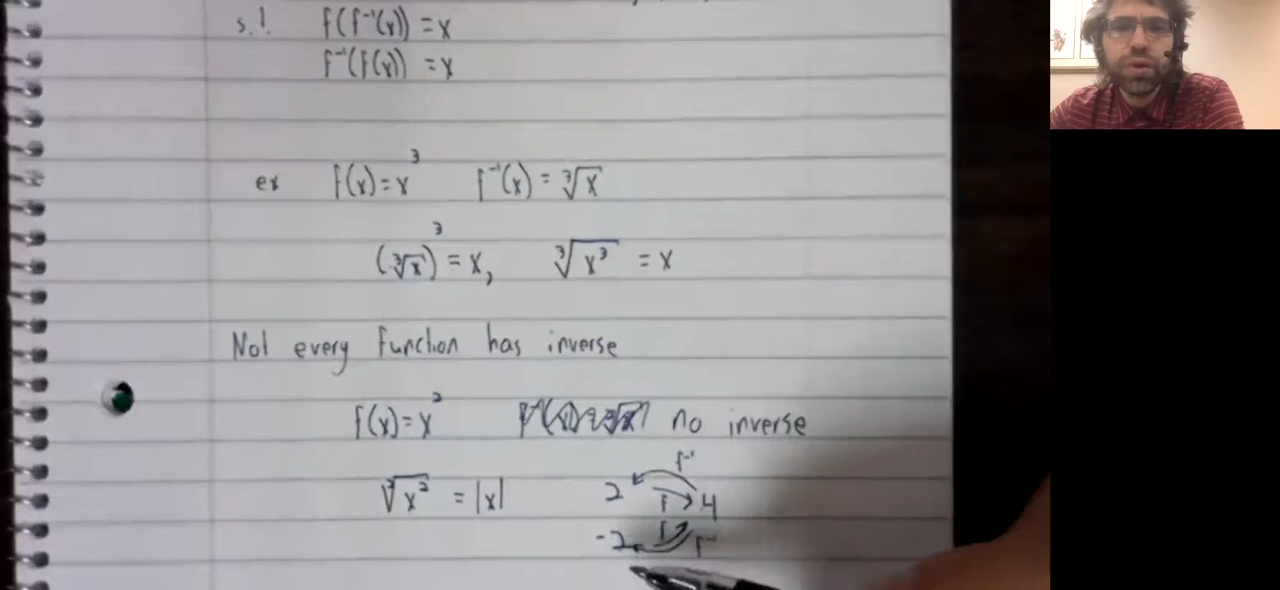 s.t. f(f⁻¹(x)) = x
f⁻¹(f(x)) = x
ex f(x) = x³ f⁻¹(x) = ∛x
(∛x)³ = x, ∛x³ = x
Not every function has inverse
f(x) = x² no inverse
√x² = |x| 2 f 4 f⁻¹
-2 f f⁻¹